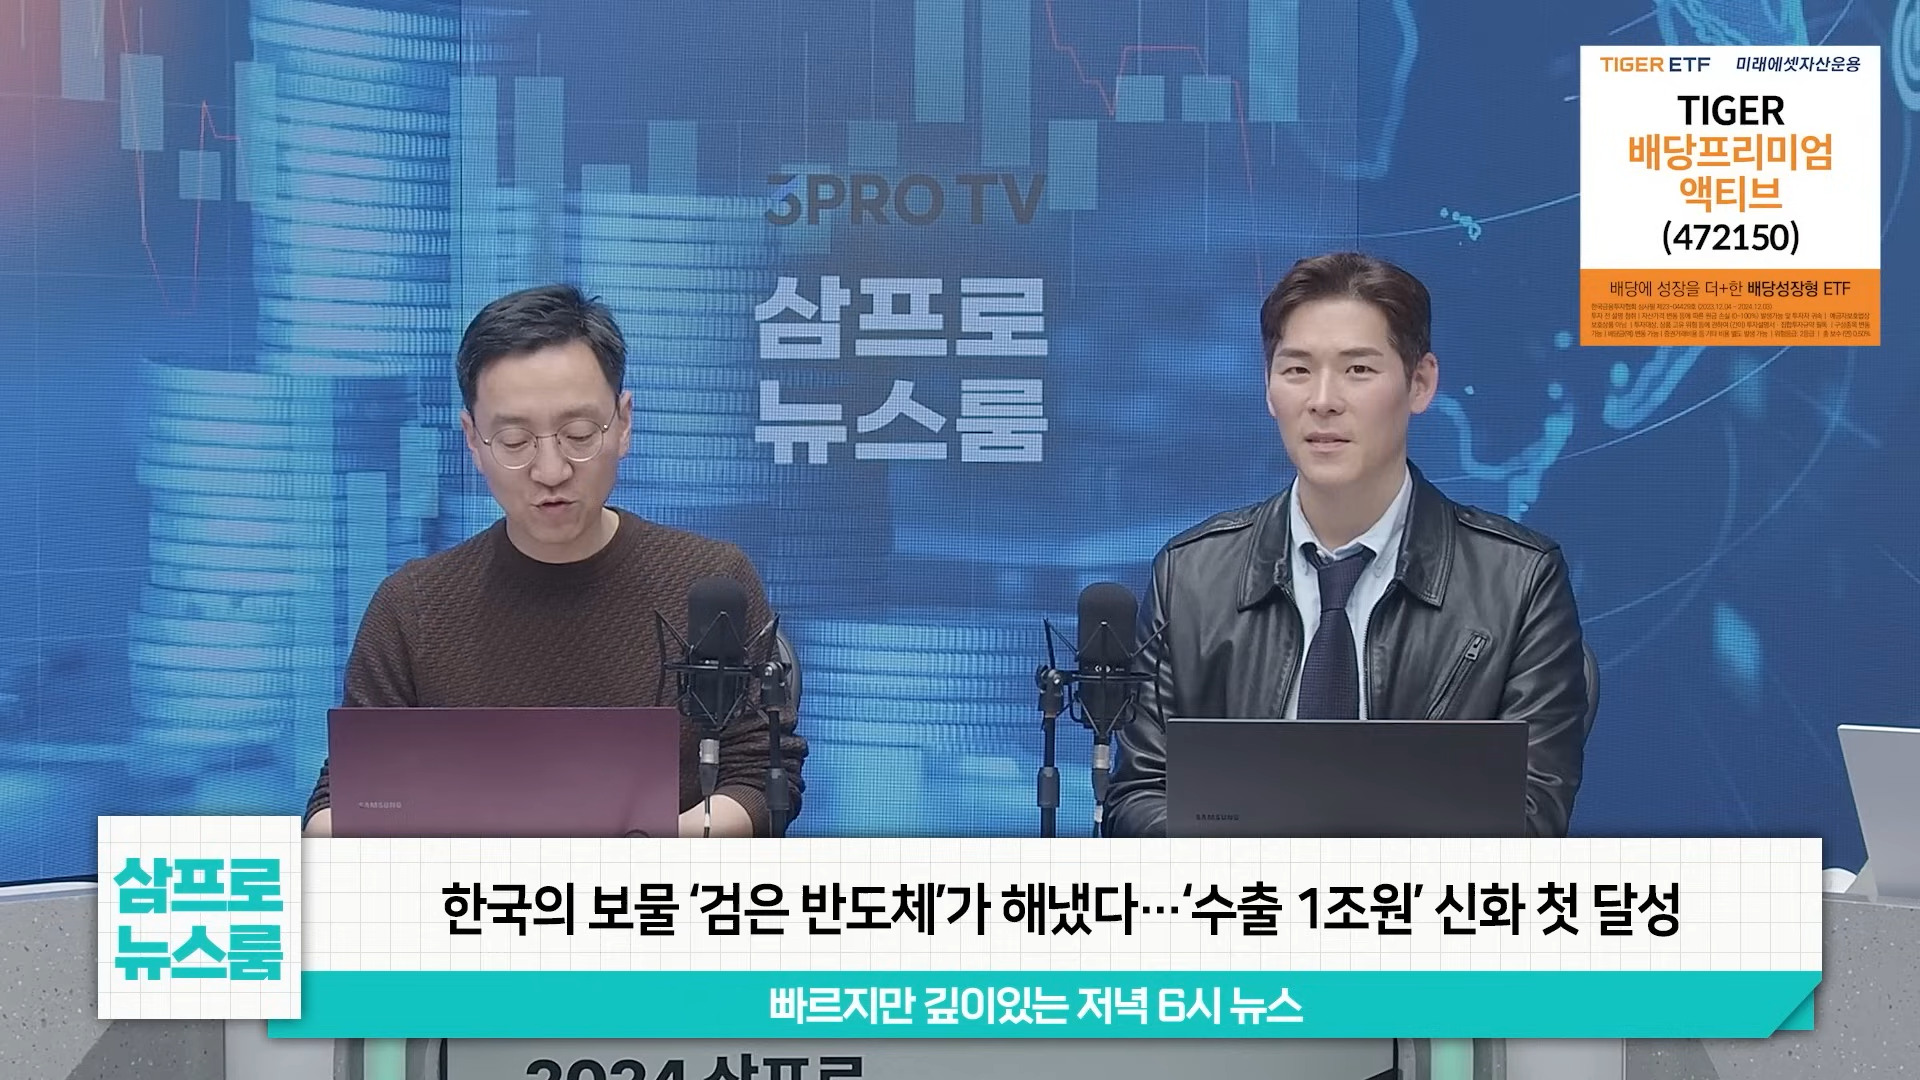 TIGER ETF 미래에셋자산운용
TIGER
배당프리미엄
액티브
(472150)
배당에 성장을 더+한 배당성장형 ETF
3PRO TV
삼프로
뉴스룸
SAMSUNG
SAMSUNG
삼프로
뉴스룸
한국의 보물 ‘검은 반도체’가 해냈다…‘수출 1조원’ 신화 첫 달성
빠르지만 깊이있는 저녁 6시 뉴스
2024 삼프로